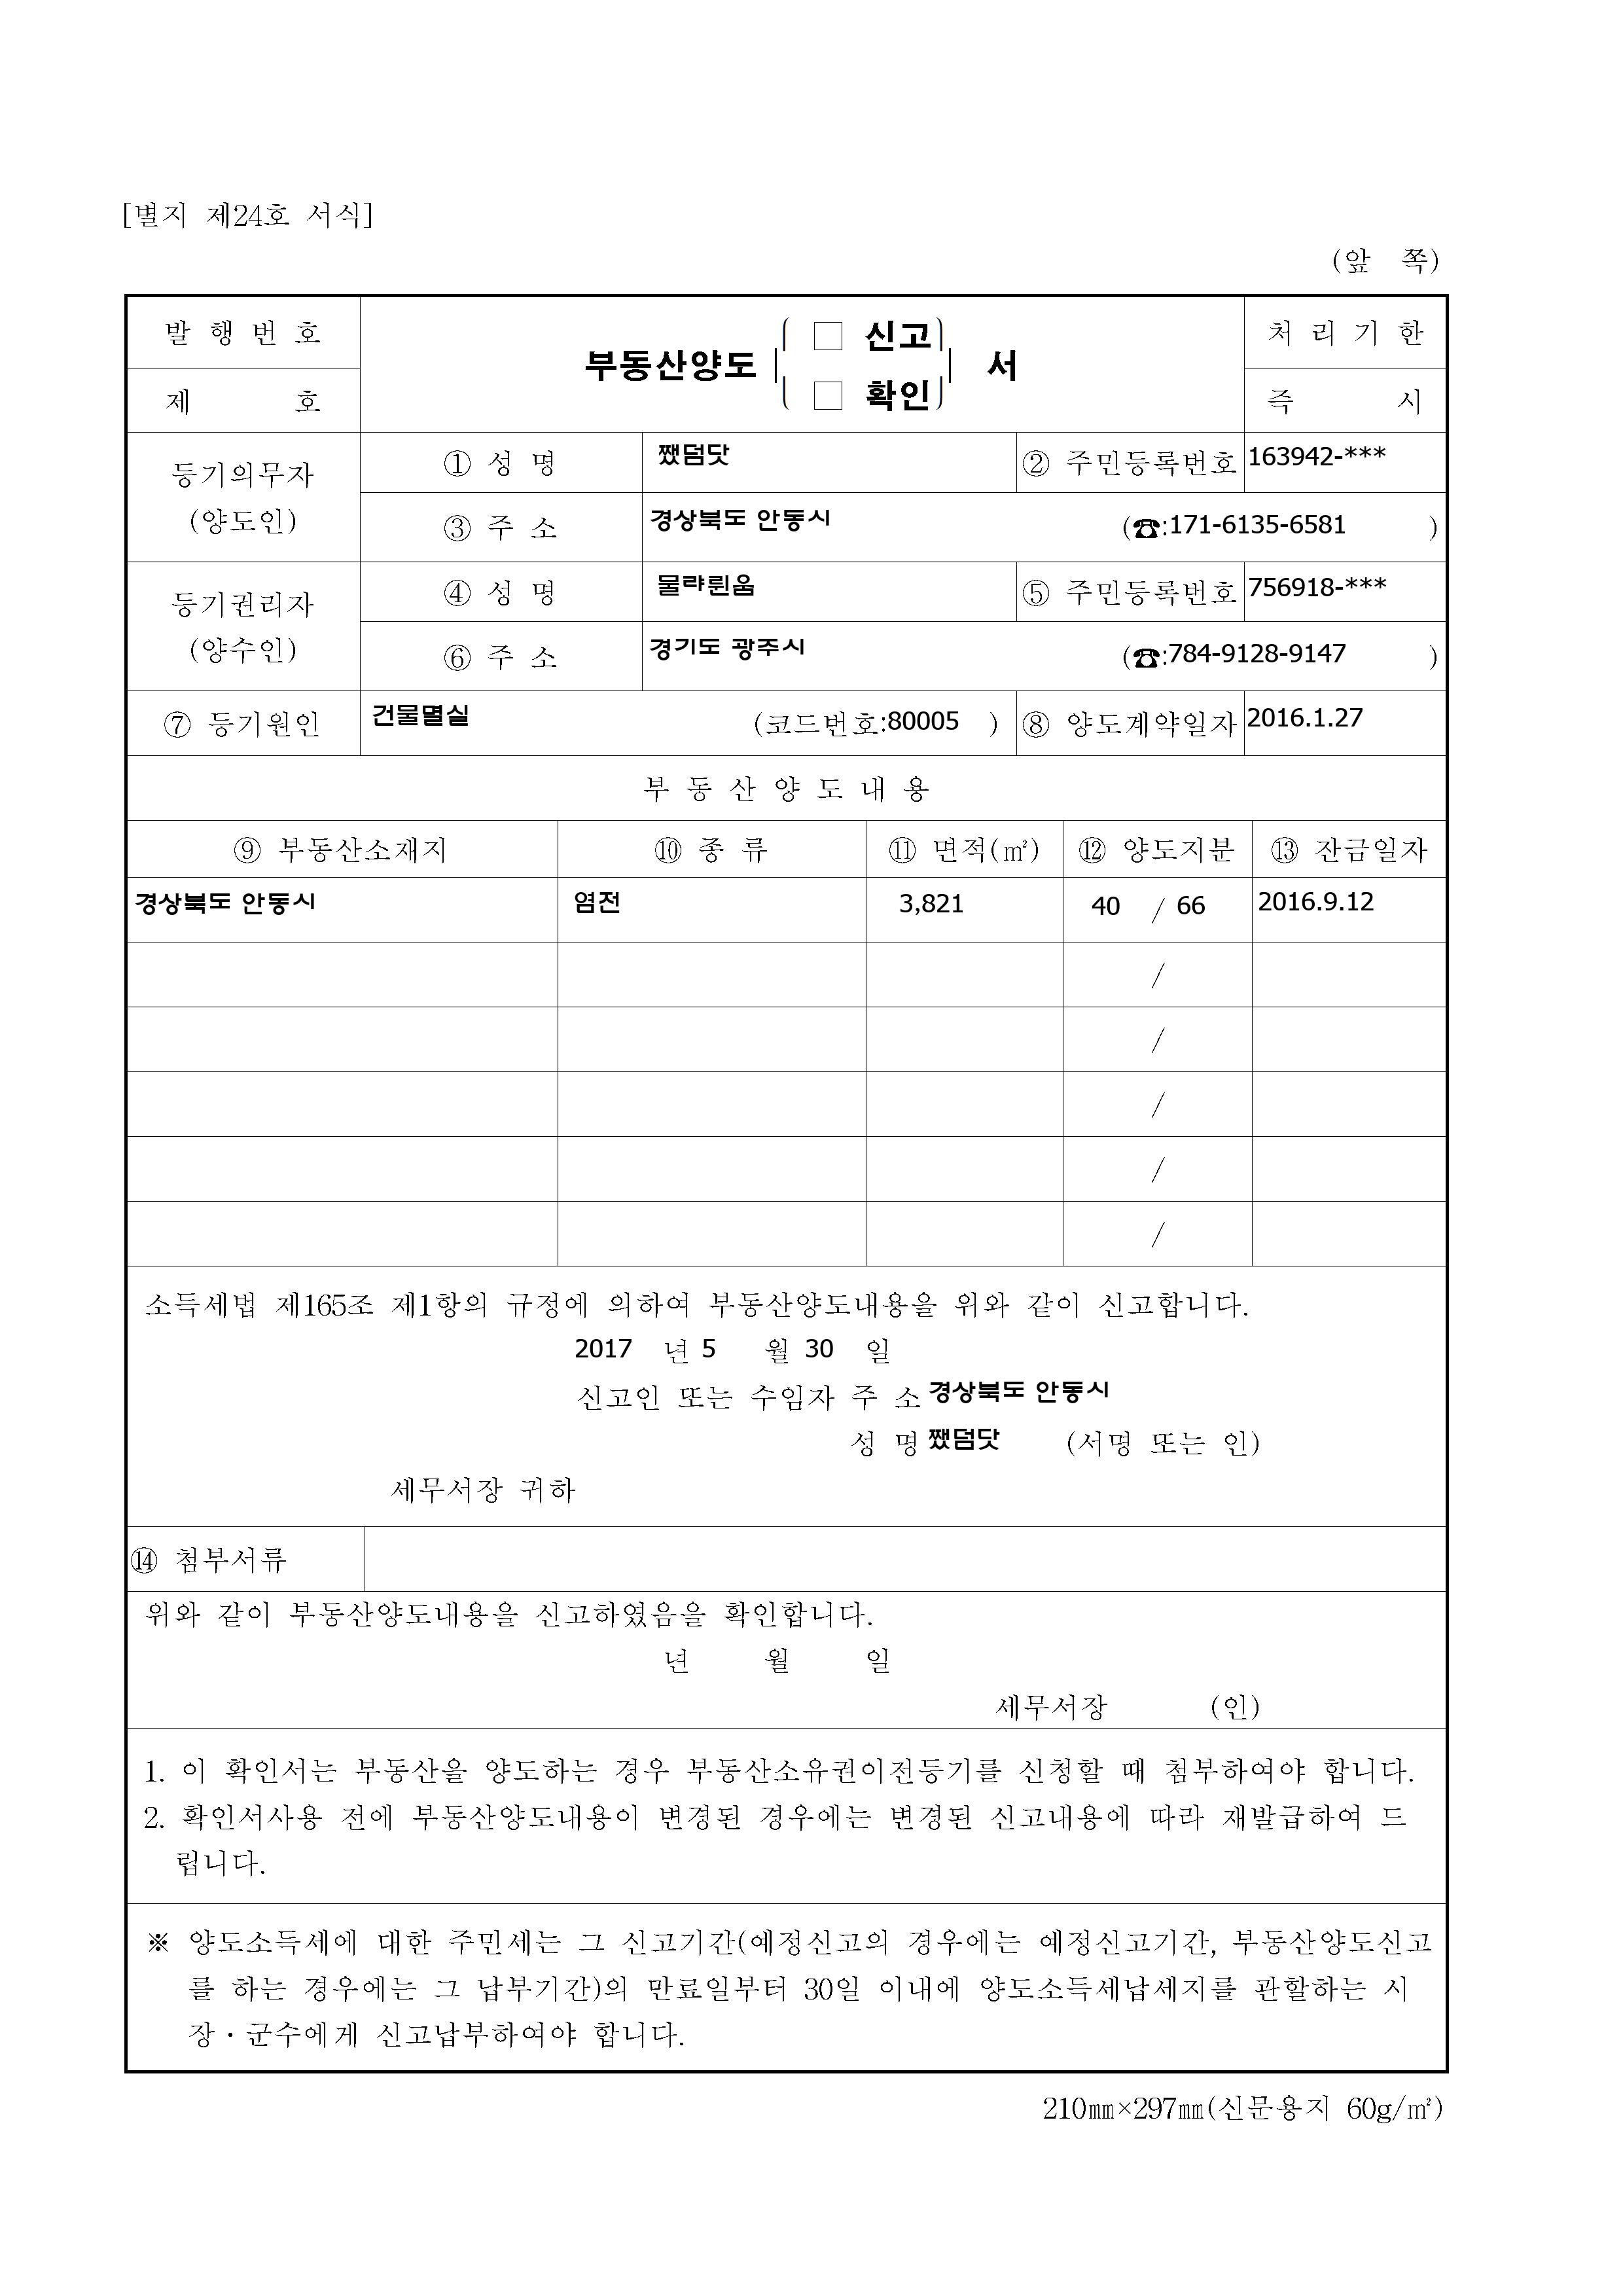 [별지 제24호 서식]
(앞 쪽)
발 행 번 호
제 호
부동산양도 □ 신고 □ 확인 서
처 리 기 한
즉 시
등기의무자
(양도인)
① 성 명 쨌덤닷 ② 주민등록번호 163942-***
③ 주 소 경상북도 안동시 (☎:171-6135-6581 )
등기권리자
(양수인)
④ 성 명 물략뤈움 ⑤ 주민등록번호 756918-***
⑥ 주 소 경기도 광주시 (☎:784-9128-9147 )
⑦ 등기원인 건물멸실 (코드번호:80005 ) ⑧ 양도계약일자 2016.1.27
부 동 산 양 도 내 용
⑨ 부동산소재지 ⑩ 종 류 ⑪ 면적(㎡) ⑫ 양도지분 ⑬ 잔금일자
경상북도 안동시 염전 3,821 40 / 66 2016.9.12
/
/
/
/
/
소득세법 제165조 제1항의 규정에 의하여 부동산양도내용을 위와 같이 신고합니다.
2017 년 5 월 30 일
신고인 또는 수임자 주 소 경상북도 안동시
성 명 쨌덤닷 (서명 또는 인)
세무서장 귀하
⑭ 첨부서류
위와 같이 부동산양도내용을 신고하였음을 확인합니다.
년 월 일
세무서장 (인)
1. 이 확인서는 부동산을 양도하는 경우 부동산소유권이전등기를 신청할 때 첨부하여야 합니다.
2. 확인서사용 전에 부동산양도내용이 변경된 경우에는 변경된 신고내용에 따라 재발급하여 드
립니다.
※ 양도소득세에 대한 주민세는 그 신고기간(예정신고의 경우에는 예정신고기간, 부동산양도신고
를 하는 경우에는 그 납부기간)의 만료일부터 30일 이내에 양도소득세납세지를 관할하는 시
장·군수에게 신고납부하여야 합니다.
210㎜×297㎜(신문용지 60g/㎡)